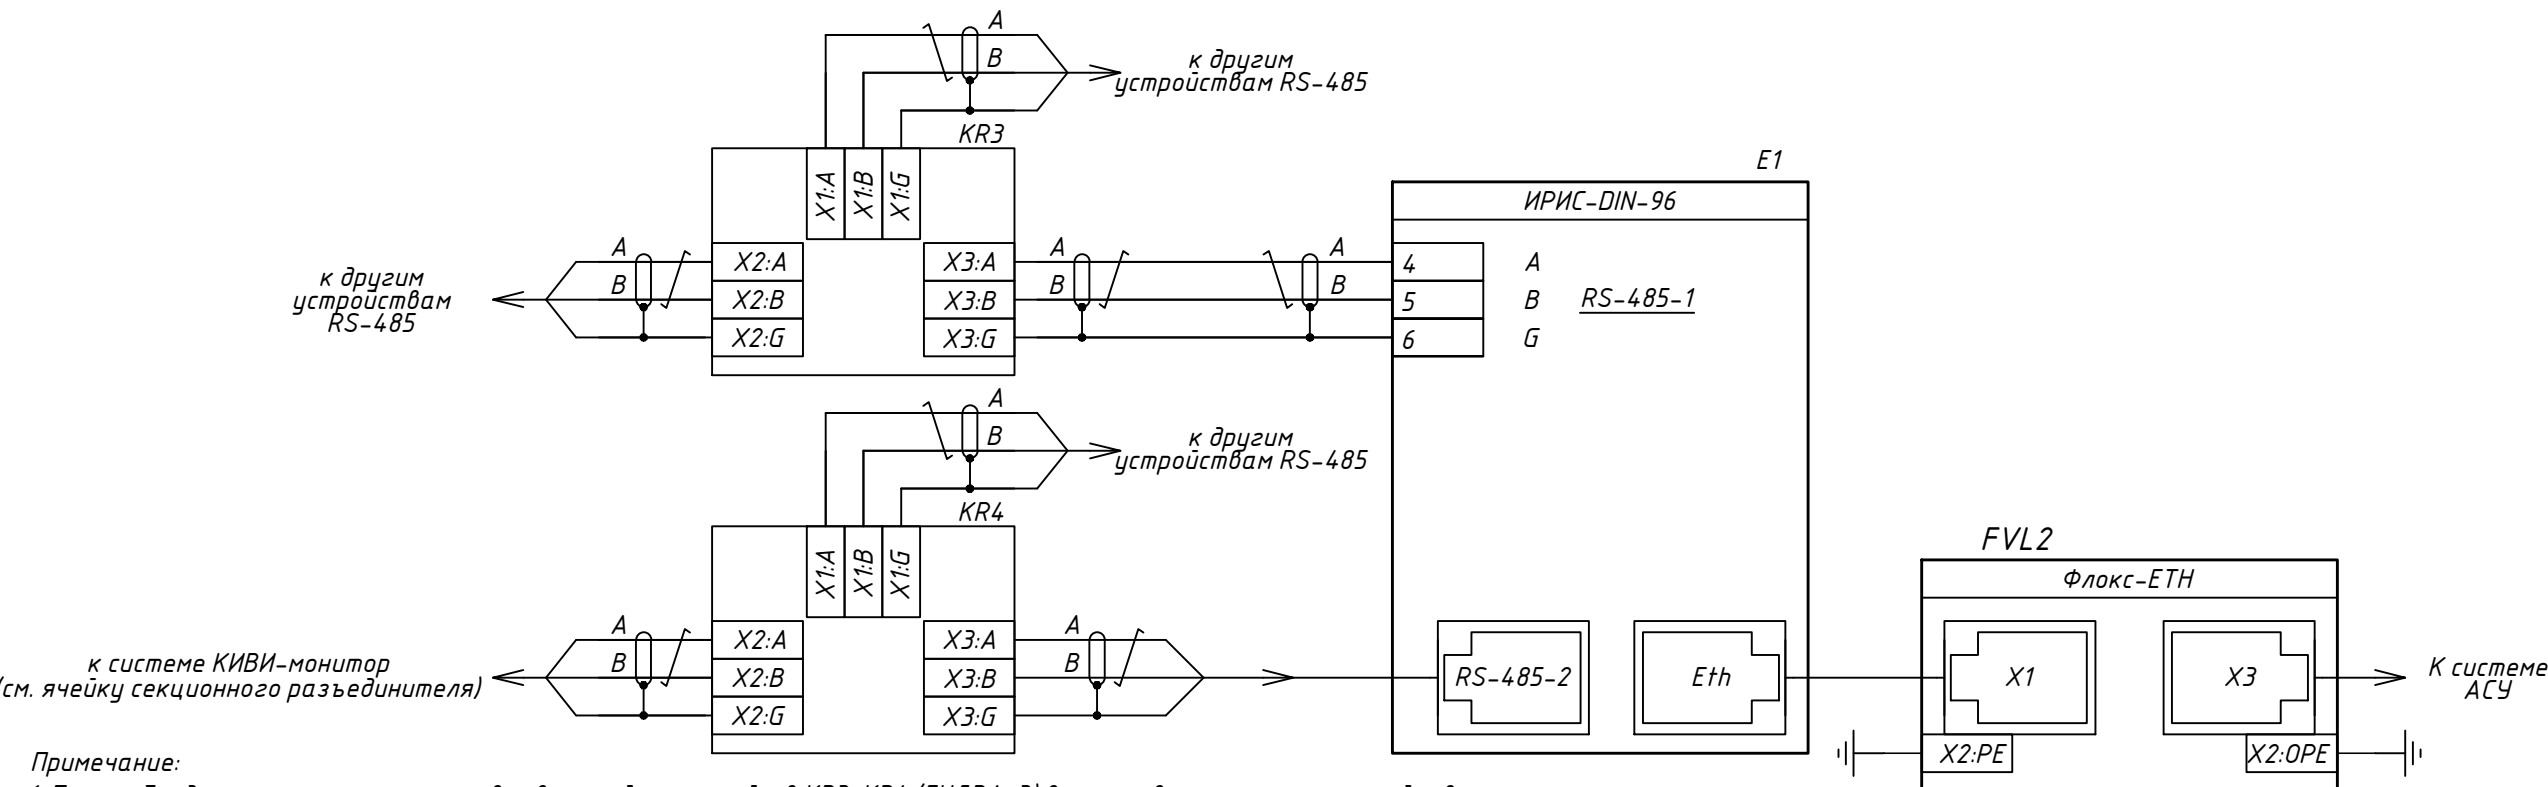 A
B
к другим
устройствам RS-485
KR3
X1:A
X1:B
X1:G
E1
ИРИС-DIN-96
A
B
X2:A
X2:B
X2:G
X3:A
X3:B
X3:G
A
B
A
B
4
5
6
A
B
G
RS-485-1
к другим
устройствам
RS-485
A
B
к другим
устройствам RS-485
KR4
X1:A
X1:B
X1:G
FVL2
Флокс-ETH
A
B
X2:A
X2:B
X2:G
X3:A
X3:B
X3:G
A
B
к системе КИВИ-монитор
(см. ячейку секционного разъединителя)
RS-485-2
Eth
X1
X3
К системе
АСУ
X2:PE
X2:OPE
Примечание: